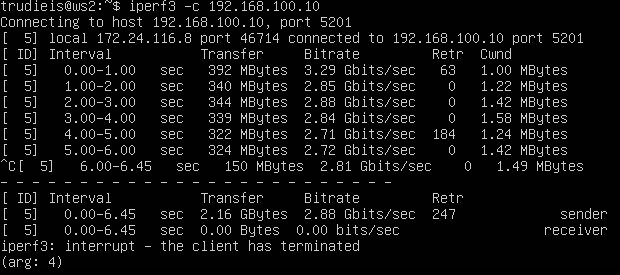 trudieis@ws2:~$ iperf3 -c 192.168.100.10
Connecting to host 192.168.100.10, port 5201
[  5] local 172.24.116.8 port 46714 connected to 192.168.100.10 port 5201
[ ID] Interval           Transfer     Bitrate         Retr  Cwnd
[  5]   0.00-1.00   sec   392 MBytes  3.29 Gbits/sec   63   1.00 MBytes
[  5]   1.00-2.00   sec   340 MBytes  2.85 Gbits/sec    0   1.22 MBytes
[  5]   2.00-3.00   sec   344 MBytes  2.88 Gbits/sec    0   1.42 MBytes
[  5]   3.00-4.00   sec   339 MBytes  2.84 Gbits/sec    0   1.58 MBytes
[  5]   4.00-5.00   sec   322 MBytes  2.71 Gbits/sec  184   1.24 MBytes
[  5]   5.00-6.00   sec   324 MBytes  2.72 Gbits/sec    0   1.42 MBytes
^C[  5]   6.00-6.45   sec   150 MBytes  2.81 Gbits/sec    0   1.49 MBytes
- - - - - - - - - - - - - - - - - - - - - - - - -
[ ID] Interval           Transfer     Bitrate         Retr
[  5]   0.00-6.45   sec  2.16 GBytes  2.88 Gbits/sec  247             sender
[  5]   0.00-6.45   sec  0.00 Bytes  0.00 bits/sec                  receiver
iperf3: interrupt - the client has terminated
(arg: 4)